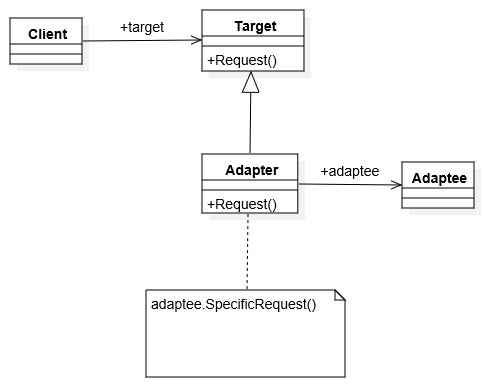 Client
+target
Target
+Request()
Adapter
+Request()
+adaptee
Adaptee
adaptee.SpecificRequest()